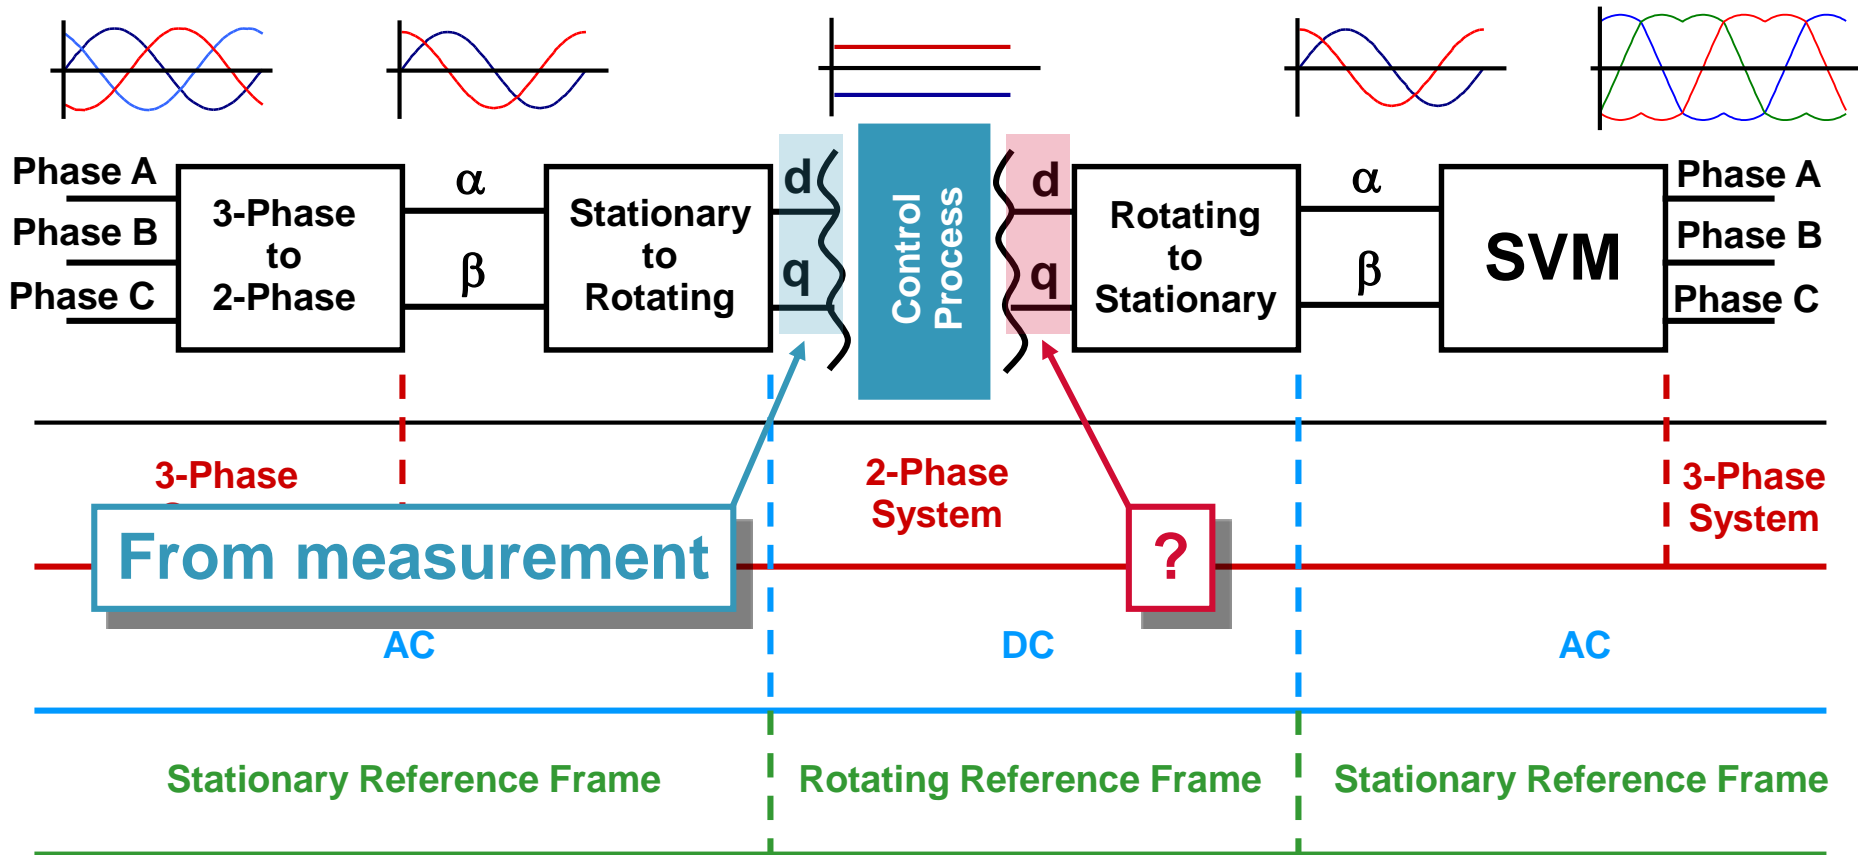 Phase A
Phase B
Phase C
3-Phase
to
2-Phase
α
β
Stationary
to
Rotating
d
q
Control
Process
d
q
Rotating
to
Stationary
α
β
SVM
Phase A
Phase B
Phase C
3-Phase
2-Phase
System
3-Phase
System
From measurement
?
AC
DC
AC
Stationary Reference Frame
Rotating Reference Frame
Stationary Reference Frame